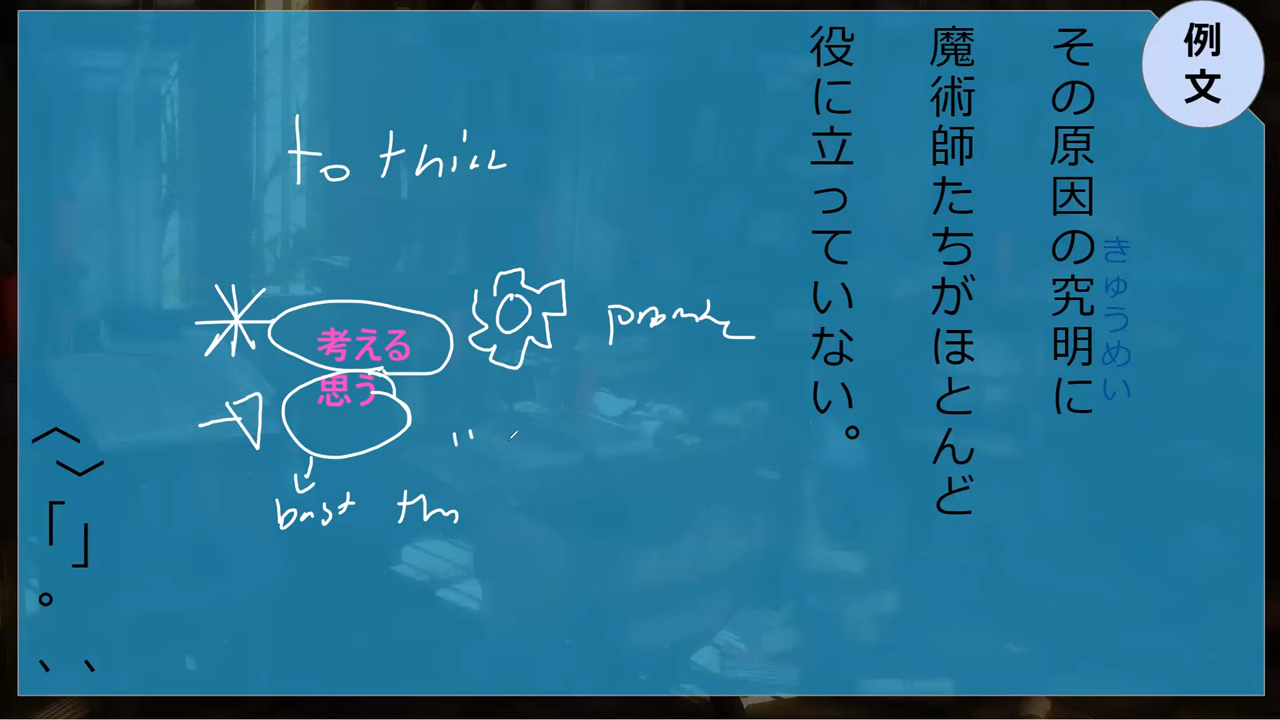 例文
その原因の究明に
きゅうめい
魔術師たちがほとんど
役に立っていない。
to think
考える
思う
〈
〉
「」
。
、、